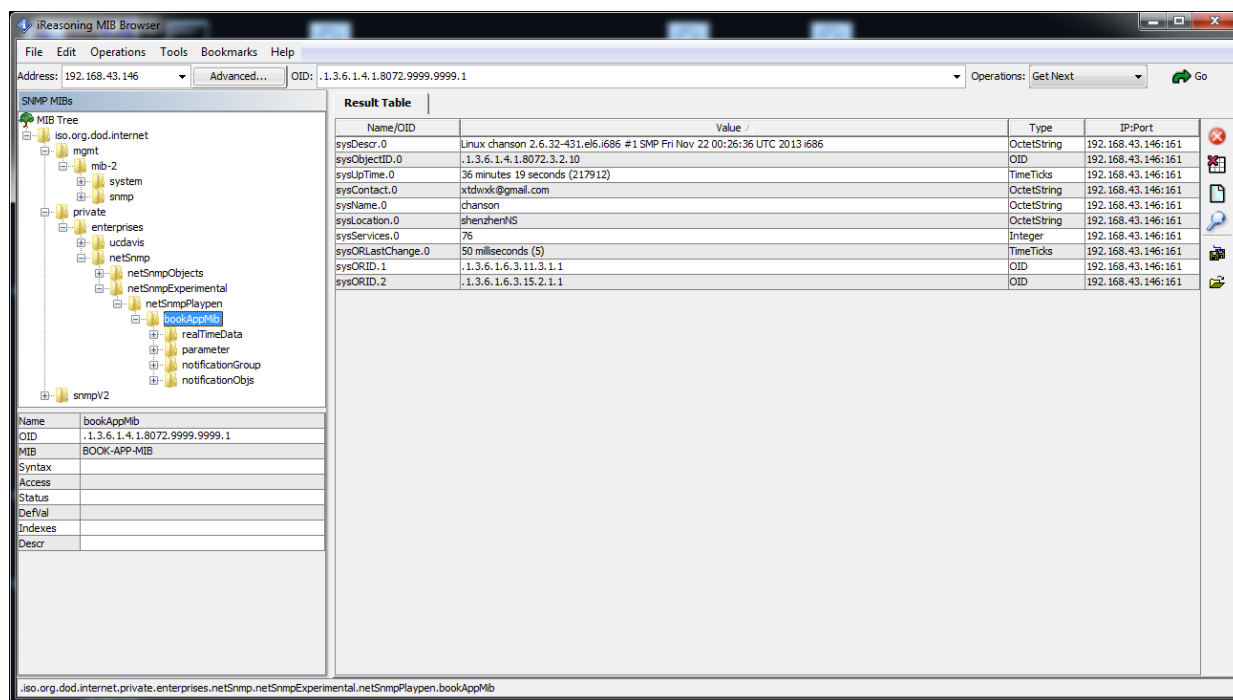 iReasoning MIB Browser
File Edit Operations Tools Bookmarks Help
Address: 192.168.43.146 Advanced... OID: .1.3.6.1.4.1.8072.9999.9999.1 Operations: Get Next Go
SNMP MIBs
MIB Tree
iso.org.dod.internet
mgmt
mib-2
system
snmp
private
enterprises
ucdavis
netSnmp
netSnmpObjects
netSnmpExperimental
netSnmpPlaypen
bookAppMib
realTimeData
parameter
notificationGroup
notificationObjs
snmpV2
Name bookAppMib
OID .1.3.6.1.4.1.8072.9999.9999.1
MIB BOOK-APP-MIB
Syntax
Access
Status
DefVal
Indexes
Descr
Result Table
Name/OID Value Type IP:Port
sysDescr.0 Linux chanson 2.6.32-431.el6.i686 #1 SMP Fri Nov 22 00:26:36 UTC 2013 i686 OctetString 192.168.43.146:161
sysObjectID.0 .1.3.6.1.4.1.8072.3.2.10 OID 192.168.43.146:161
sysUpTime.0 36 minutes 19 seconds (217912) TimeTicks 192.168.43.146:161
sysContact.0 xtdwxk@gmail.com OctetString 192.168.43.146:161
sysName.0 chanson OctetString 192.168.43.146:161
sysLocation.0 shenzhenNS OctetString 192.168.43.146:161
sysServices.0 76 Integer 192.168.43.146:161
sysORLastChange.0 50 milliseconds (5) TimeTicks 192.168.43.146:161
sysORID.1 .1.3.6.1.6.3.11.3.1.1 OID 192.168.43.146:161
sysORID.2 .1.3.6.1.6.3.15.2.1.1 OID 192.168.43.146:161
.iso.org.dod.internet.private.enterprises.netSnmp.netSnmpExperimental.netSnmpPlaypen.bookAppMib